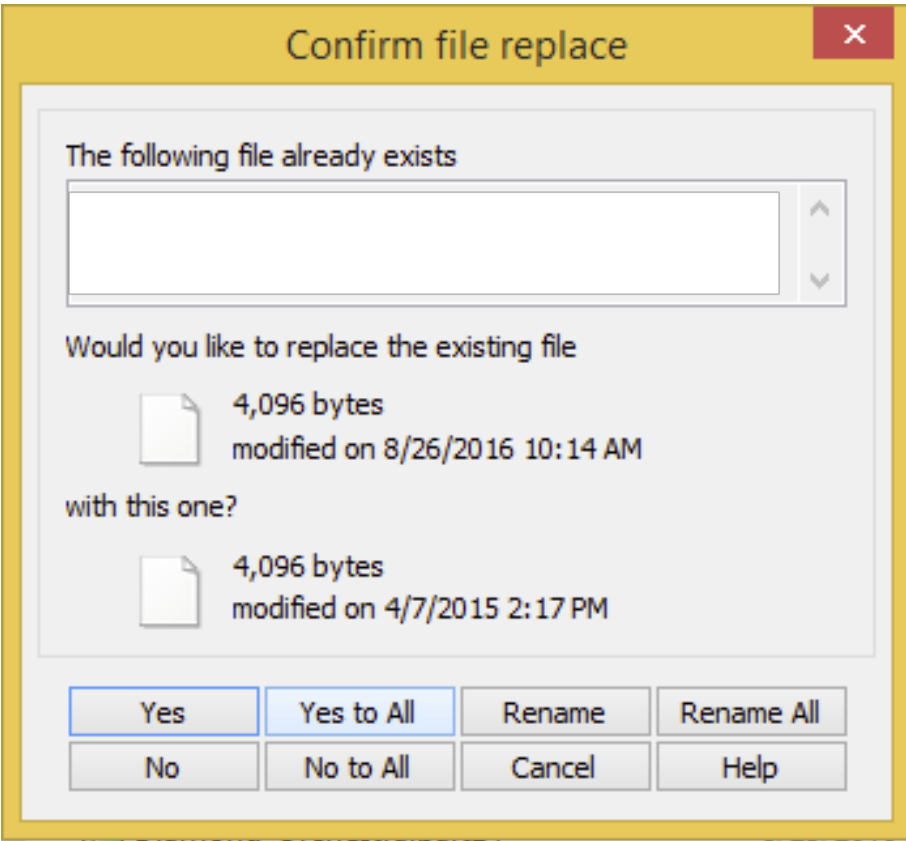 Confirm file replace
The following file already exists
Would you like to replace the existing file
4,096 bytes
modified on 8/26/2016 10:14 AM
with this one?
4,096 bytes
modified on 4/7/2015 2:17 PM
Yes
Yes to All
Rename
Rename All
No
No to All
Cancel
Help